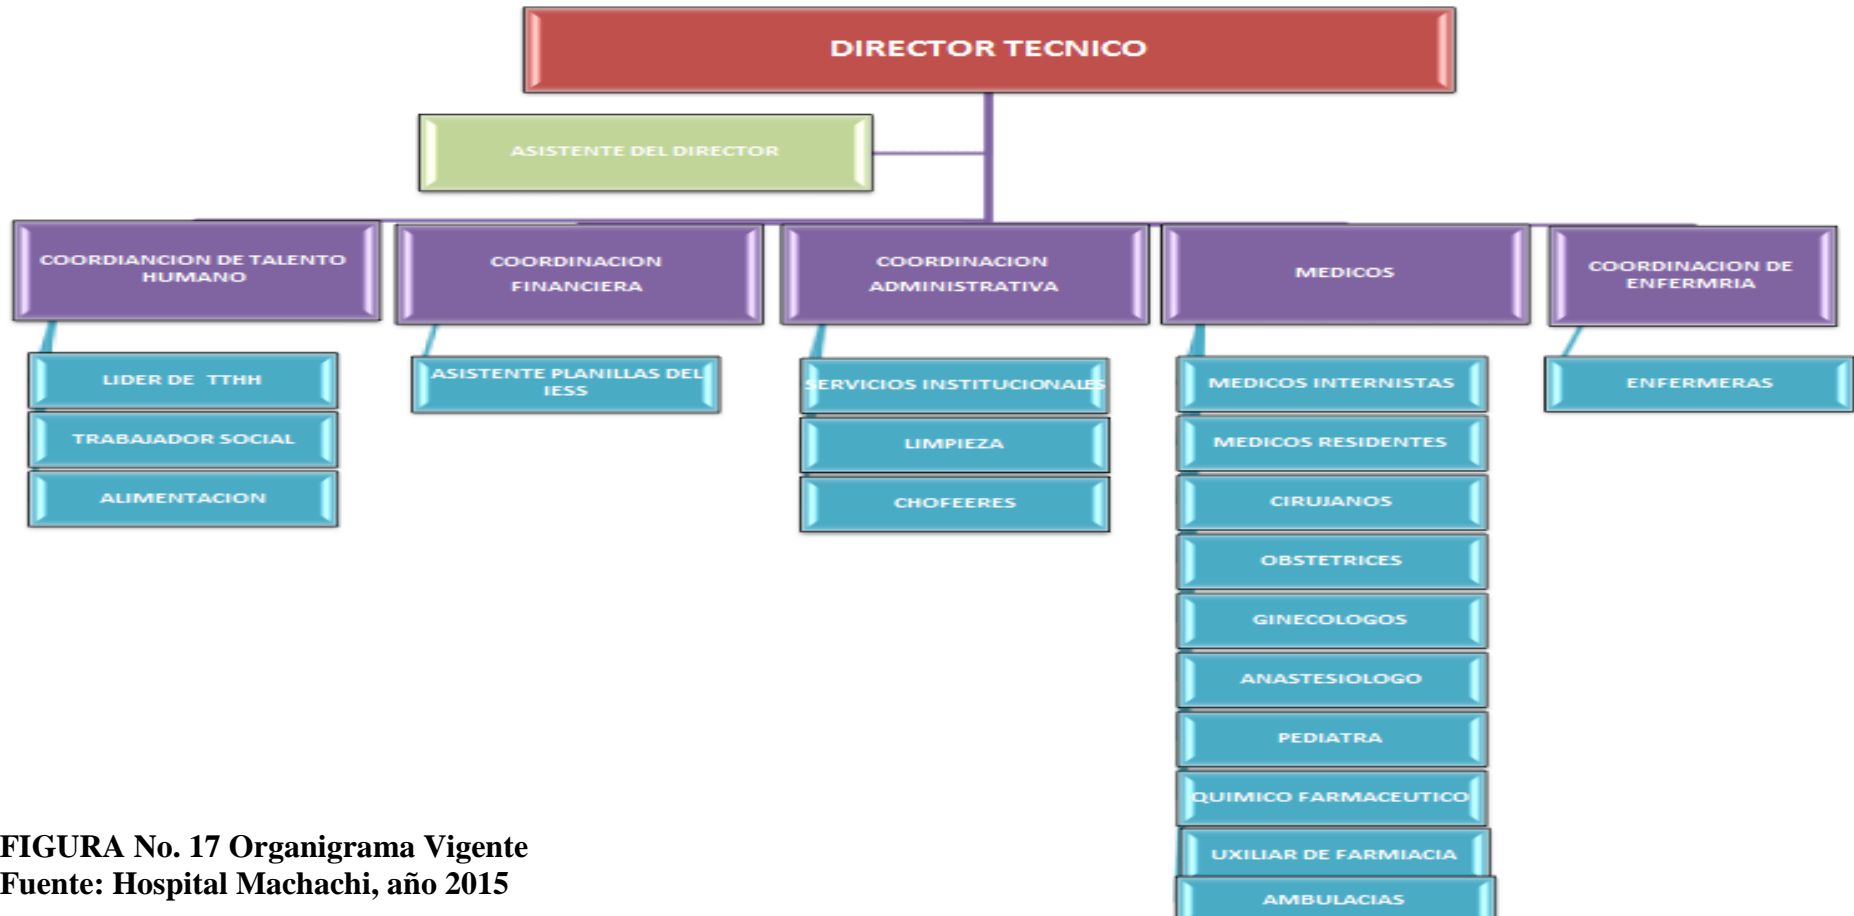 DIRECTOR TECNICO
ASISTENTE DEL DIRECTOR
COORDIANCION DE TALENTO
HUMANO
LIDER DE TTHH
TRABAJADOR SOCIAL
ALIMENTACION
COORDINACION
FINANCIERA
ASISTENTE PLANILLAS DEL
IESS
COORDINACION
ADMINISTRATIVA
SERVICIOS INSTITUCIONALES
LIMPIEZA
CHOFEERES
MEDICOS
MEDICOS INTERNISTAS
MEDICOS RESIDENTES
CIRUJANOS
OBSTETRICES
GINECOLOGOS
ANASTESIOLOGO
PEDIATRA
QUIMICO FARMACEUTICO
UXILIAR DE FARMIACIA
AMBULACIAS
COORDINACION DE
ENFERMRIA
ENFERMERAS
FIGURA No. 17 Organigrama Vigente
Fuente: Hospital Machachi, año 2015